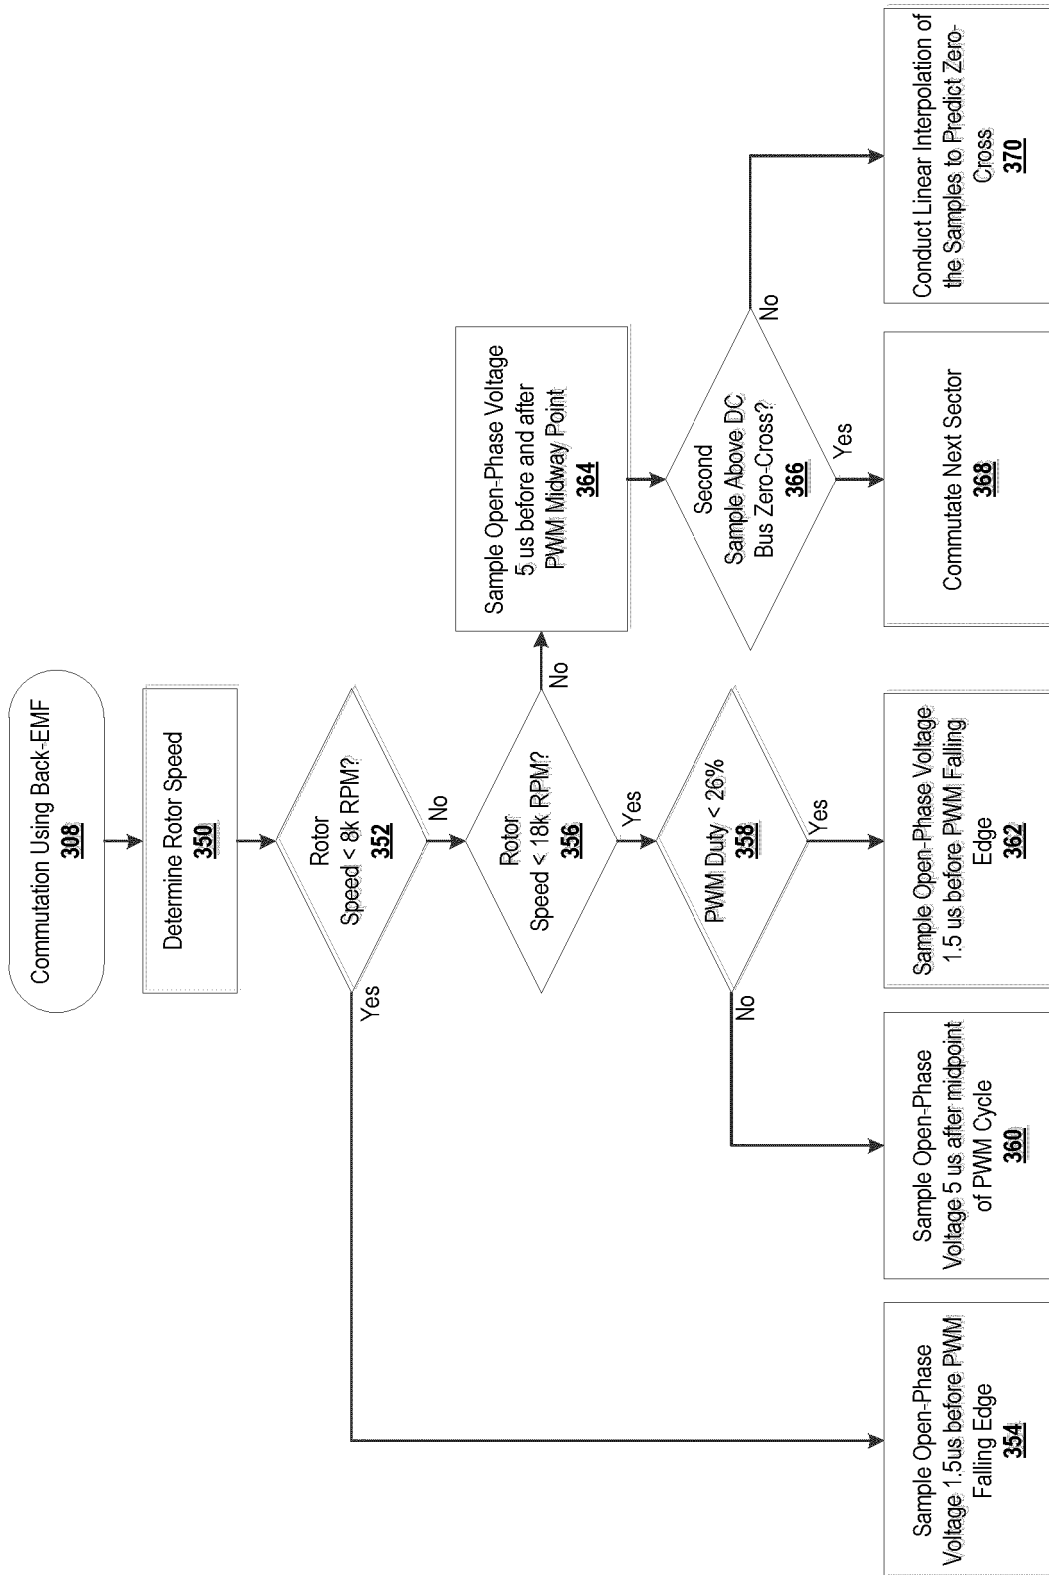 Commutation Using Back-EMF
308
Determine Rotor Speed
350
Rotor
Speed < 8k RPM?
352
Yes
No
Rotor
Speed < 18k RPM?
356
No
Yes
PWM Duty < 26%
358
No
Yes
Sample Open-Phase Voltage
5 us before and after
PWM Midway Point
364
Second
Sample Above DC
Bus Zero-Cross?
366
No
Yes
Sample Open-Phase
Voltage 1.5us before PWM
Falling Edge
354
Sample Open-Phase
Voltage 5 us after midpoint
of PWM Cycle
360
Sample Open-Phase Voltage
1.5 us before PWM Falling
Edge
362
Commutate Next Sector
368
Conduct Linear Interpolation of
the Samples to Predict Zero-
Cross
370